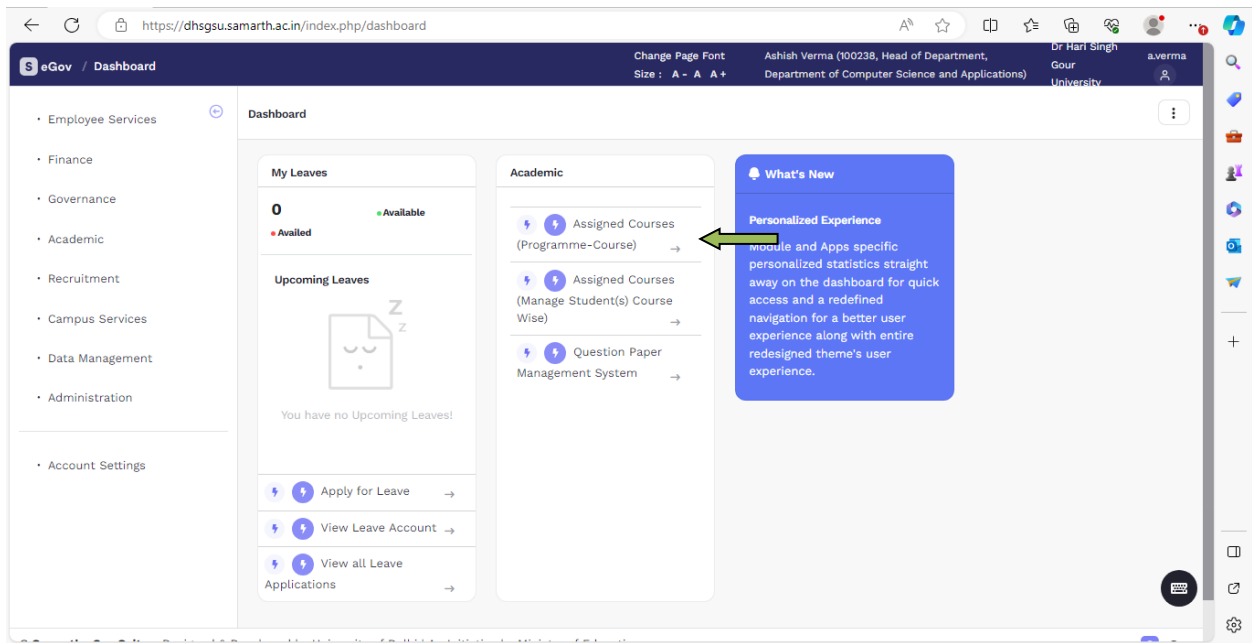 https://dhsgsu.samarth.ac.in/index.php/dashboard
S eGov / Dashboard
Change Page Font
Size : A - A A +
Ashish Verma (100238, Head of Department,
Department of Computer Science and Applications)
Dr Hari Singh
Gour
University
a.verma
• Employee Services
• Finance
• Governance
• Academic
• Recruitment
• Campus Services
• Data Management
• Administration
• Account Settings
Dashboard
My Leaves
0
Available
Availed
Upcoming Leaves
Z
Z
You have no Upcoming Leaves!
Apply for Leave →
View Leave Account →
View all Leave
Applications →
Academic
Assigned Courses
(Programme-Course) →
Assigned Courses
(Manage Student(s) Course
Wise) →
Question Paper
Management System →
What's New
Personalized Experience
Module and Apps specific
personalized statistics straight
away on the dashboard for quick
access and a redefined
navigation for a better user
experience along with entire
redesigned theme's user
experience.